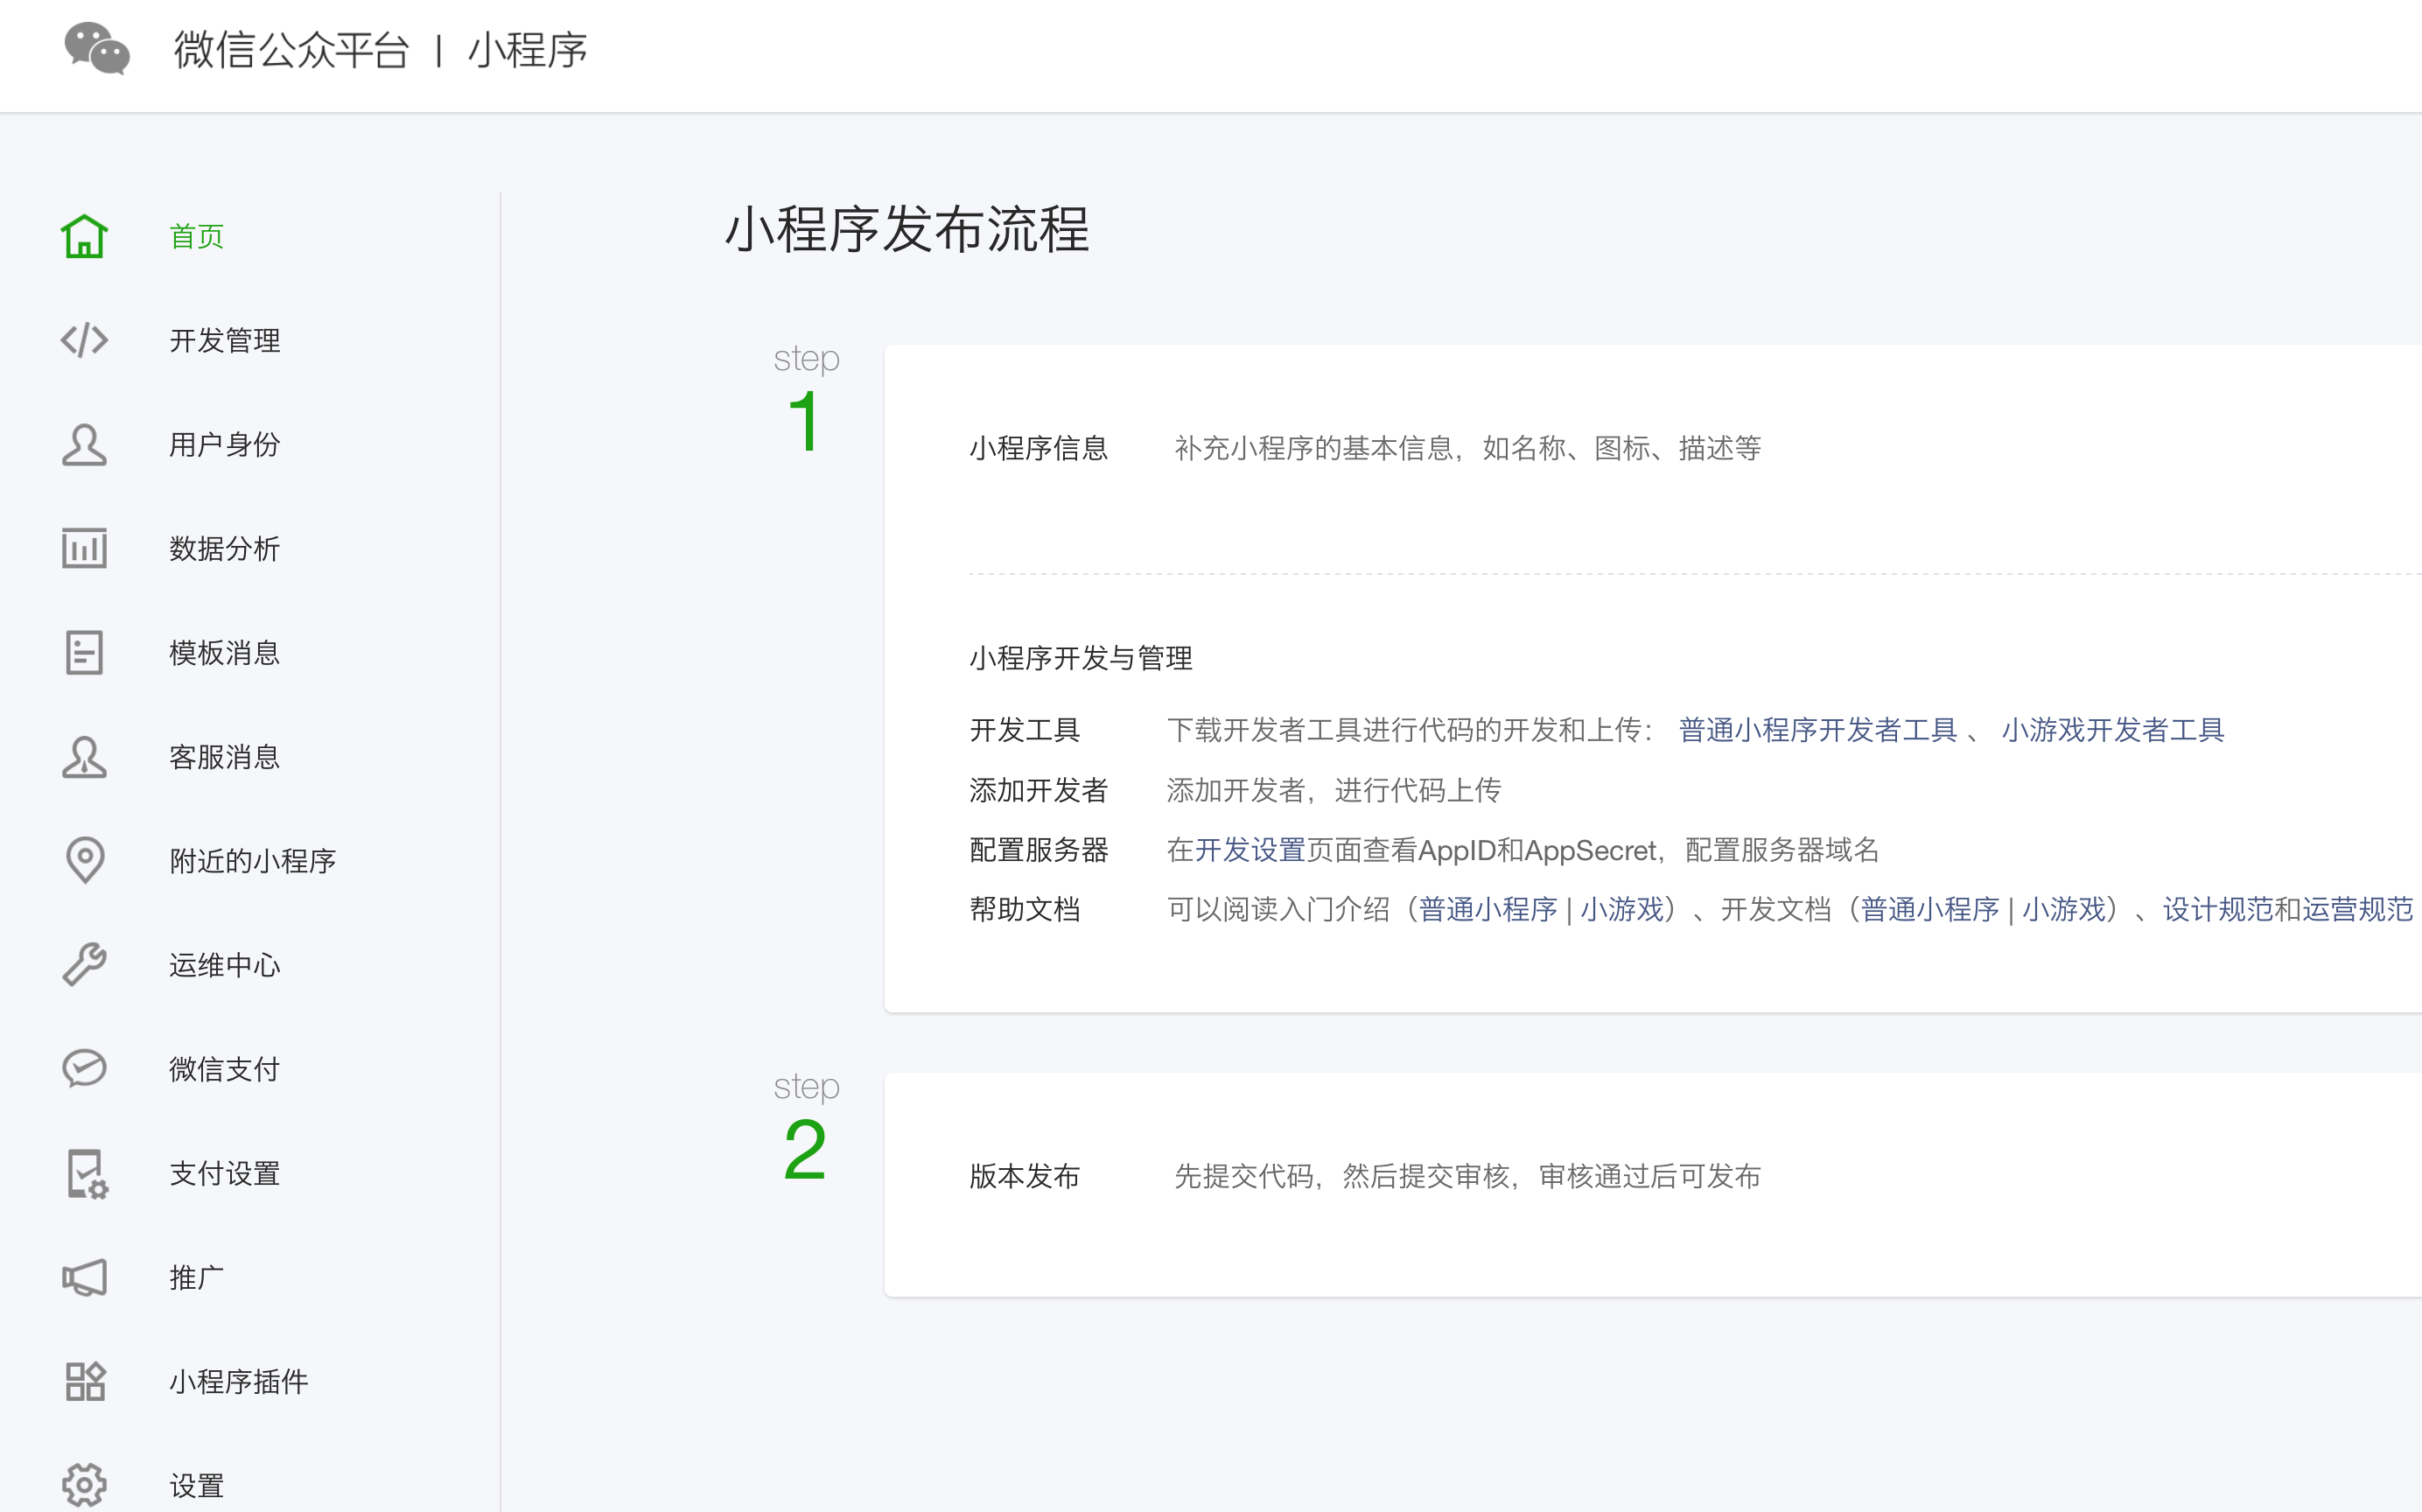 微信公众平台 | 小程序
首页
开发管理
用户身份
数据分析
模板消息
客服消息
附近的小程序
运维中心
微信支付
支付设置
推广
小程序插件
设置
小程序发布流程
step
1
小程序信息 补充小程序的基本信息，如名称、图标、描述等
小程序开发与管理
开发工具 下载开发者工具进行代码的开发和上传： 普通小程序开发者工具 、 小游戏开发者工具
添加开发者 添加开发者，进行代码上传
配置服务器 在开发设置页面查看AppID和AppSecret，配置服务器域名
帮助文档 可以阅读入门介绍（普通小程序 | 小游戏）、开发文档（普通小程序 | 小游戏）、设计规范和运营规范
step
2
版本发布 先提交代码，然后提交审核，审核通过后可发布